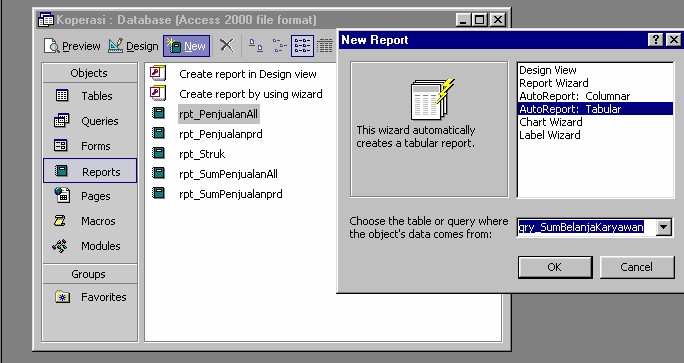 Koperasi : Database (Access 2000 file format)
Preview Design New
Objects
Tables
Queries
Forms
Reports
Pages
Macros
Modules
Groups
Favorites
Create report in Design view
Create report by using wizard
rpt_PenjualanAll
rpt_Penjualanprd
rpt_Struk
rpt_SumPenjualanAll
rpt_SumPenjualanprd
New Report
This wizard automatically
creates a tabular report.
Design View
Report Wizard
AutoReport: Columnar
AutoReport: Tabular
Chart Wizard
Label Wizard
Choose the table or query where
the object's data comes from:
qry_SumBelanjaKaryawan
OK
Cancel